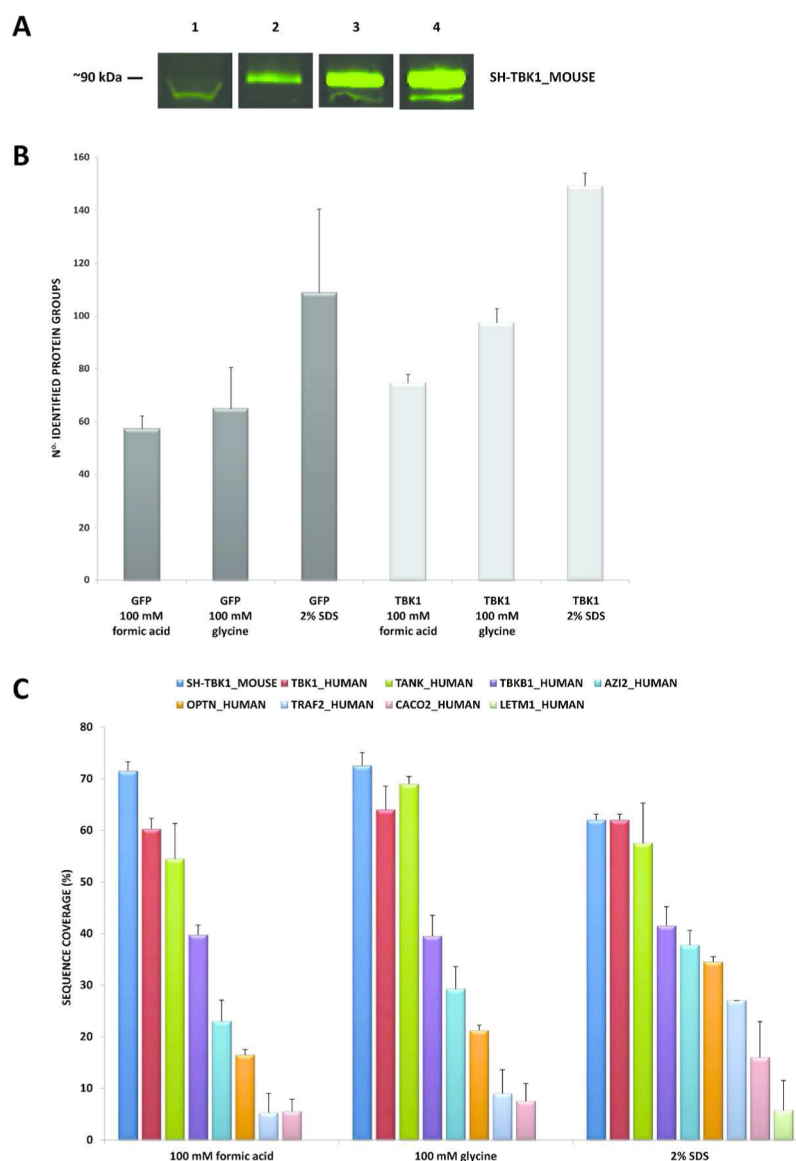 A
1 2 3 4
~90 kDa
SH-TBK1_MOUSE
B
160
140
120
100
80
60
40
20
0
Nº. IDENTIFIED PROTEIN GROUPS
GFP
100 mM
formic acid
GFP
100 mM
glycine
GFP
2% SDS
TBK1
100 mM
formic acid
TBK1
100 mM
glycine
TBK1
2% SDS
C
SH-TBK1_MOUSE TBK1_HUMAN TANK_HUMAN TBKB1_HUMAN AZI2_HUMAN
OPTN_HUMAN TRAF2_HUMAN CACO2_HUMAN LETM1_HUMAN
80
70
60
50
40
30
20
10
0
SEQUENCE COVERAGE (%)
100 mM formic acid 100 mM glycine 2% SDS